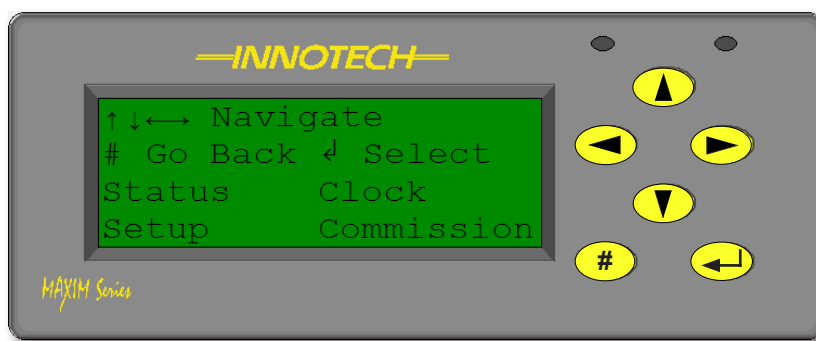 INNOTECH
↑↓←→ Navigate
# Go Back ↲ Select
Status Clock
Setup Commission
#
MAXIM Series